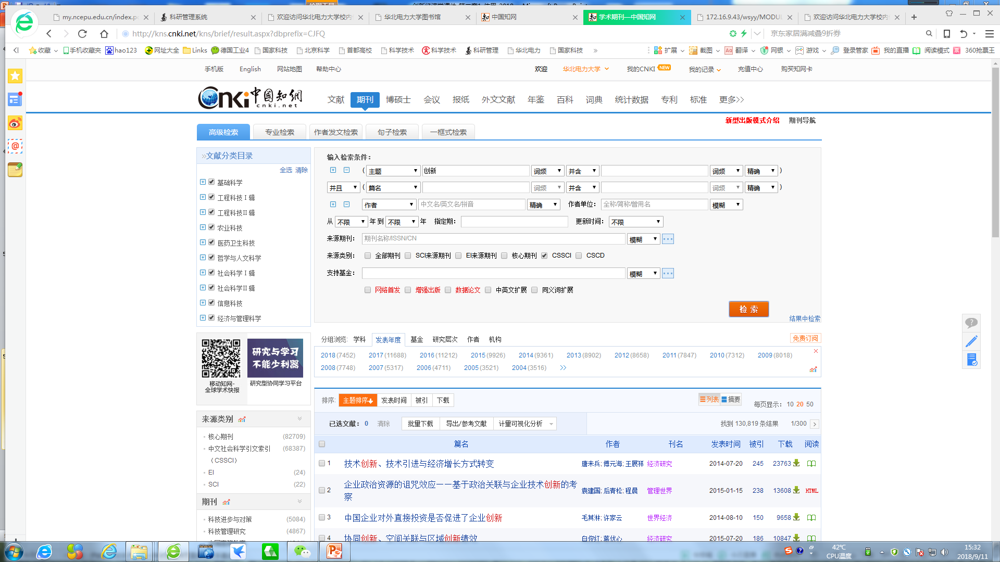 my.ncepu.edu.cn/index.p
科研管理系统
欢迎访问华北电力大学校内
华北电力大学图书馆
中国知网
学术期刊—中国知网
172.16.9.43/wsyy/MODUL
欢迎访问华北电力大学校内
http://kns.cnki.net/kns/brief/result.aspx?dbprefix=CJFQ
京东家居满减叠9折券
收藏 手机收藏夹 hao123 网址大全 Links 德国工业4 国家科技 北京科学 首都高校 科学技术 科学技术 科研管理 华北电力 国家科技 » 扩展 截图 翻译 网银 游戏 登录管家 我的直播 阅读模式 360抢票王
手机版 English 网站地图 帮助中心 欢迎 华北电力大学 我的CNKI NEW 我的记录 充值中心 购买知网卡
Cnki中国知网
cnki.net
文献 期刊 博硕士 会议 报纸 外文文献 年鉴 百科 词典 统计数据 专利 标准 更多>>
新型出版模式介绍 期刊导航
高级检索 专业检索 作者发文检索 句子检索 一框式检索
文献分类目录
全选 清除
基础科学
工程科技Ⅰ辑
工程科技II辑
农业科技
医药卫生科技
哲学与人文科学
社会科学Ⅰ辑
社会科学II辑
信息科技
经济与管理科学
输入检索条件：
( 主题 创新 词频 并含 词频 精确 )
并且 ( 篇名 词频 并含 词频 精确 )
作者 中文名/英文名/拼音 精确 作者单位： 全称/简称/曾用名 模糊
从 不限 年 到 不限 年 指定期： 更新时间： 不限
来源期刊： 期刊名称/ISSN/CN 模糊
来源类别： 全部期刊 SCI来源期刊 EI来源期刊 核心期刊 CSSCI CSCD
支持基金： 模糊
网络首发 增强出版 数据论文 中英文扩展 同义词扩展
检索
结果中检索
移动知网-
全球学术快报
研究与学习
不能少利器
研究型协同学习平台
分组浏览: 学科 发表年度 基金 研究层次 作者 机构 免费订阅
2018(7452) 2017(11688) 2016(11212) 2015(9926) 2014(9361) 2013(8902) 2012(8658) 2011(7847) 2010(7312) 2009(8018)
2008(7748) 2007(5317) 2006(4711) 2005(3521) 2004(3516) >>
排序: 主题排序 发表时间 被引 下载 列表 摘要 每页显示: 10 20 50
已选文献: 0 清除 批量下载 导出/参考文献 计量可视化分析 找到 130,819 条结果 1/300
篇名 作者 刊名 发表时间 被引 下载 阅读
1 技术创新、技术引进与经济增长方式转变 唐未兵; 傅元海; 王展祥 经济研究 2014-07-20 245 23763
2 企业政治资源的诅咒效应——基于政治关联与企业技术创新的考察 袁建国; 后青松; 程晨 管理世界 2015-01-15 238 13608 HTML
3 中国企业对外直接投资是否促进了企业创新 毛其淋; 许家云 世界经济 2014-08-10 150 9658
4 协同创新、空间关联与区域创新绩效 白俊红; 蒋伏心 经济研究 2015-07-20 186 10847
来源类别
核心期刊 (82709)
中文社会科学引文索引 (68387)
（CSSCI）
EI (24)
SCI (22)
期刊
科技进步与对策 (5084)
科技管理研究 (4867)
42℃
CPU温度
15:32
2018/9/11